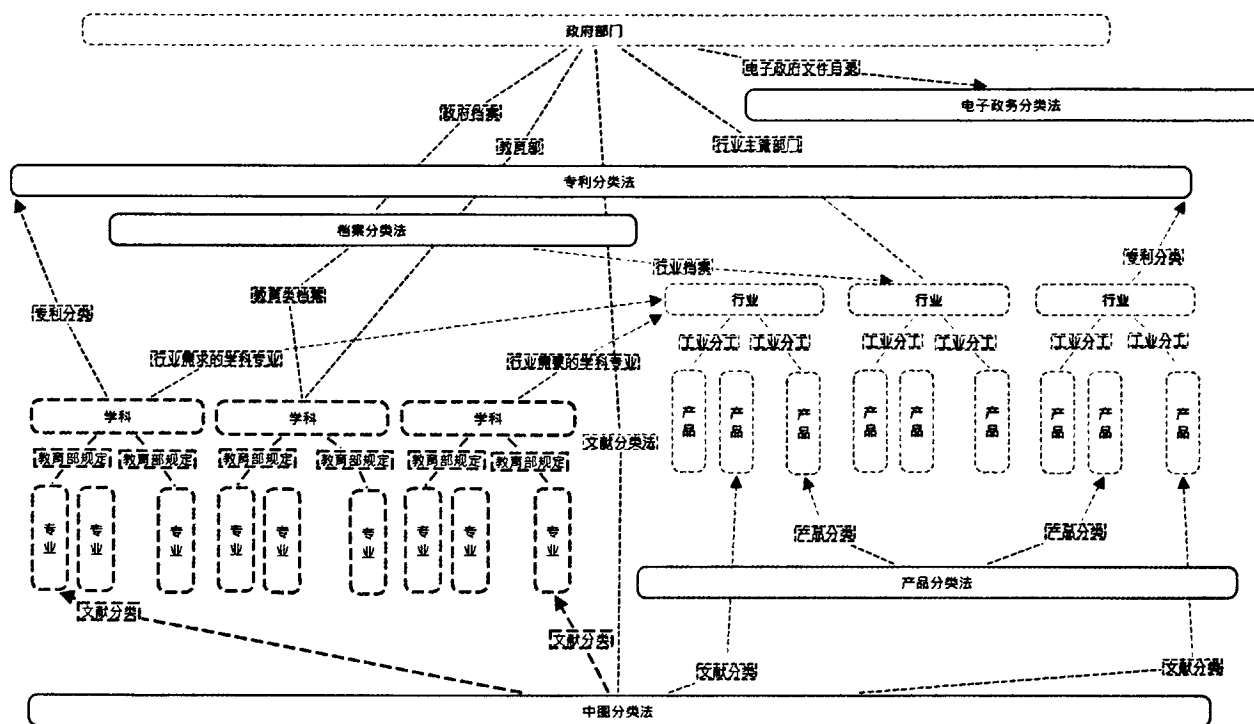 政府部门
电子政府文件目录
电子政务分类法
政府档案
教育部
行业主管部门
专利分类法
档案分类法
行业档案
专利分类
教育类档案
专利分类
行业 行业 行业
行业需求的学科专业
行业需求的学科专业
工业分工 工业分工 工业分工 工业分工 工业分工 工业分工
学科 学科 学科
产品 产品 产品 产品 产品 产品 产品 产品 产品
文献分类法
教育部规定 教育部规定 教育部规定 教育部规定 教育部规定 教育部规定
专业 专业 专业 专业 专业 专业 专业 专业 专业
产品分类 产品分类
产品分类法
文献分类
文献分类
文献分类
文献分类
中图分类法